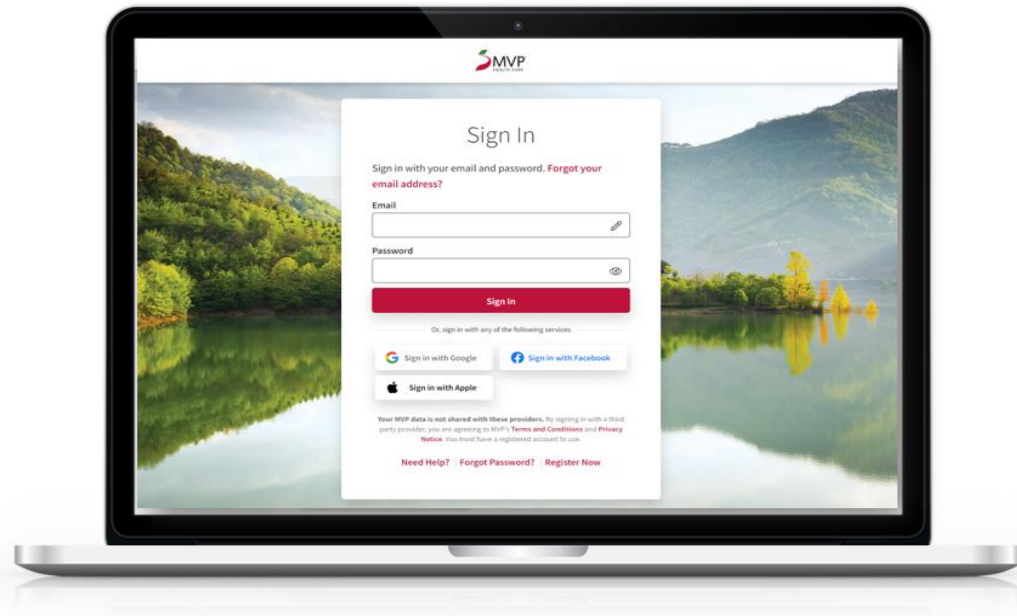 MVP
HEALTH CARE
Sign In
Sign in with your email and password. Forgot your
email address?
Email
Password
Sign In
Or, sign in with any of the following services
Sign in with Google
Sign in with Facebook
Sign in with Apple
Your MVP data is not shared with these providers. By signing in with a third
party provider, you are agreeing to MVP's Terms and Conditions and Privacy
Notice. You must have a registered account to use.
Need Help? | Forgot Password? | Register Now